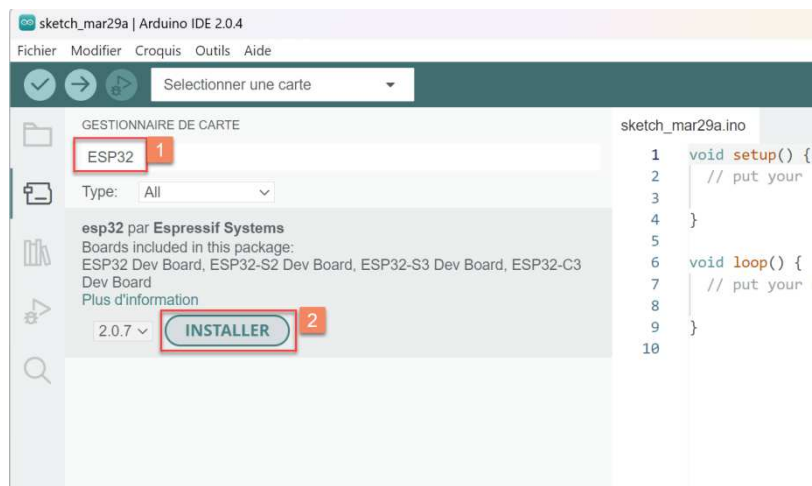 sketch_mar29a | Arduino IDE 2.0.4
Fichier Modifier Croquis Outils Aide
Selectionner une carte
GESTIONNAIRE DE CARTE
ESP32 1
Type: All
esp32 par Espressif Systems
Boards included in this package:
ESP32 Dev Board, ESP32-S2 Dev Board, ESP32-S3 Dev Board, ESP32-C3
Dev Board
Plus d'information
2.0.7 INSTALLER 2
sketch_mar29a.ino
1 void setup() {
2 // put your
3
4 }
5
6 void loop() {
7 // put your
8
9 }
10